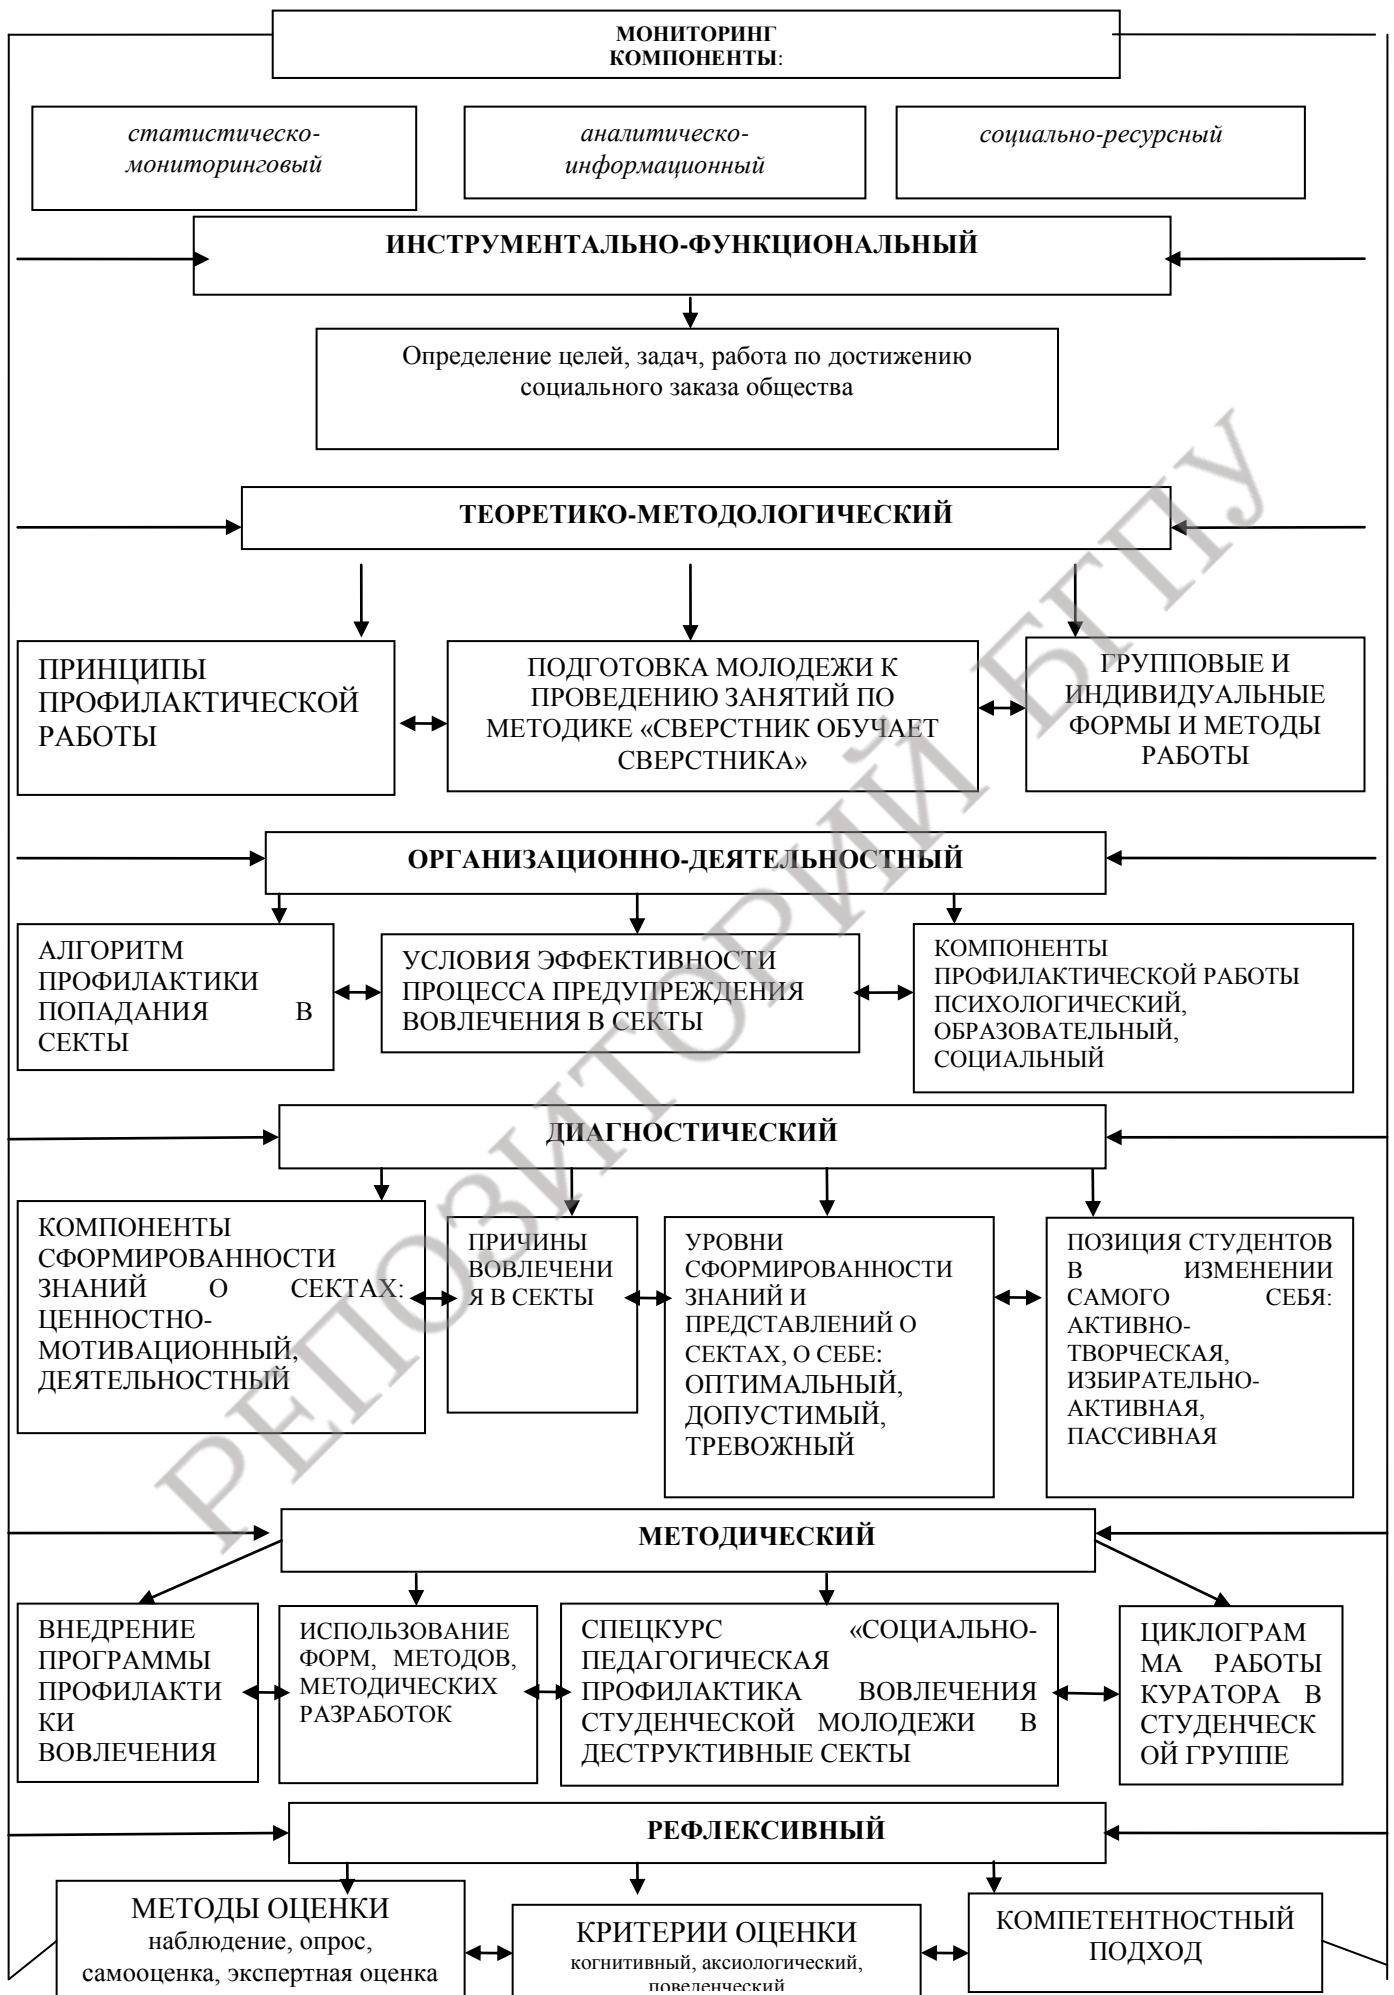 МОНИТОРИНГ
КОМПОНЕНТЫ:
статистическо-
мониторинговый
аналитическо-
информационный
социально-ресурсный
ИНСТРУМЕНТАЛЬНО-ФУНКЦИОНАЛЬНЫЙ
Определение целей, задач, работа по достижению
социального заказа общества
ТЕОРЕТИКО-МЕТОДОЛОГИЧЕСКИЙ
ПРИНЦИПЫ
ПРОФИЛАКТИЧЕСКОЙ
РАБОТЫ
ПОДГОТОВКА МОЛОДЕЖИ К
ПРОВЕДЕНИЮ ЗАНЯТИЙ ПО
МЕТОДИКЕ «СВЕРСТНИК ОБУЧАЕТ
СВЕРСТНИКА»
ГРУППОВЫЕ И
ИНДИВИДУАЛЬНЫЕ
ФОРМЫ И МЕТОДЫ
РАБОТЫ
ОРГАНИЗАЦИОННО-ДЕЯТЕЛЬНОСТНЫЙ
АЛГОРИТМ
ПРОФИЛАКТИКИ
ПОПАДАНИЯ В
СЕКТЫ
УСЛОВИЯ ЭФФЕКТИВНОСТИ
ПРОЦЕССА ПРЕДУПРЕЖДЕНИЯ
ВОВЛЕЧЕНИЯ В СЕКТЫ
КОМПОНЕНТЫ
ПРОФИЛАКТИЧЕСКОЙ РАБОТЫ
ПСИХОЛОГИЧЕСКИЙ,
ОБРАЗОВАТЕЛЬНЫЙ,
СОЦИАЛЬНЫЙ
ДИАГНОСТИЧЕСКИЙ
КОМПОНЕНТЫ
СФОРМИРОВАННОСТИ
ЗНАНИЙ О СЕКТАХ:
ЦЕННОСТНО-
МОТИВАЦИОННЫЙ,
ДЕЯТЕЛЬНОСТНЫЙ
ПРИЧИНЫ
ВОВЛЕЧЕНИ
Я В СЕКТЫ
УРОВНИ
СФОРМИРОВАННОСТИ
ЗНАНИЙ И
ПРЕДСТАВЛЕНИЙ О
СЕКТАХ, О СЕБЕ:
ОПТИМАЛЬНЫЙ,
ДОПУСТИМЫЙ,
ТРЕВОЖНЫЙ
ПОЗИЦИЯ СТУДЕНТОВ
В ИЗМЕНЕНИИ
САМОГО СЕБЯ:
АКТИВНО-
ТВОРЧЕСКАЯ,
ИЗБИРАТЕЛЬНО-
АКТИВНАЯ,
ПАССИВНАЯ
МЕТОДИЧЕСКИЙ
ВНЕДРЕНИЕ
ПРОГРАММЫ
ПРОФИЛАКТИ
КИ
ВОВЛЕЧЕНИЯ
ИСПОЛЬЗОВАНИЕ
ФОРМ, МЕТОДОВ,
МЕТОДИЧЕСКИХ
РАЗРАБОТОК
СПЕЦКУРС «СОЦИАЛЬНО-
ПЕДАГОГИЧЕСКАЯ
ПРОФИЛАКТИКА ВОВЛЕЧЕНИЯ
СТУДЕНЧЕСКОЙ МОЛОДЕЖИ В
ДЕСТРУКТИВНЫЕ СЕКТЫ
ЦИКЛОГРАМ
МА РАБОТЫ
КУРАТОРА В
СТУДЕНЧЕСК
ОЙ ГРУППЕ
РЕФЛЕКСИВНЫЙ
МЕТОДЫ ОЦЕНКИ
наблюдение, опрос,
самооценка, экспертная оценка
КРИТЕРИИ ОЦЕНКИ
когнитивный, аксиологический,
поведенческий
КОМПЕТЕНТНОСТНЫЙ
ПОДХОД
РЕПОЗИТОРИЙ БГПУ